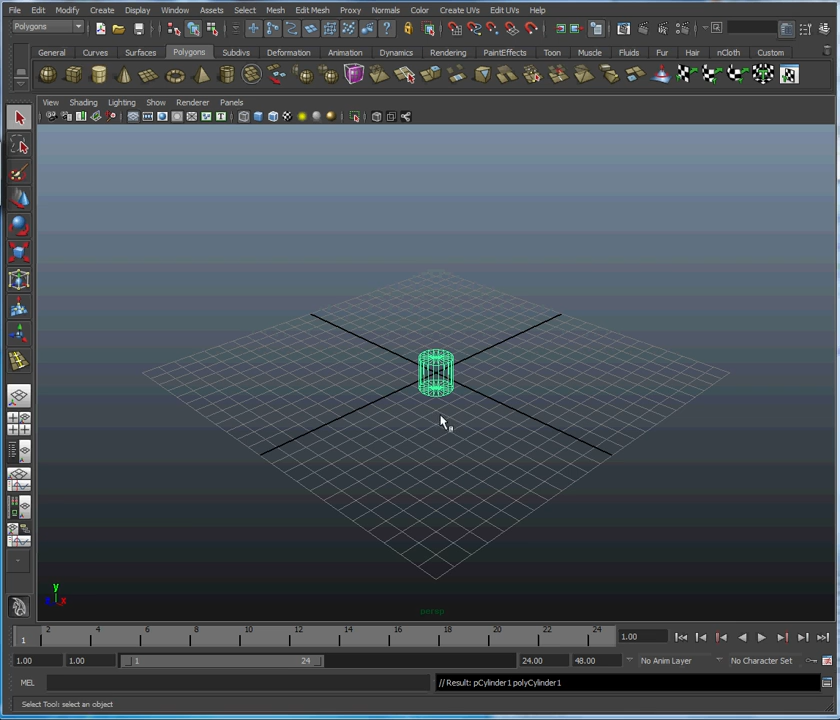 File Edit Modify Create Display Window Assets Select Mesh Edit Mesh Proxy Normals Color Create UVs Edit UVs Help
Polygons
General Curves Surfaces Polygons Subdivs Deformation Animation Dynamics Rendering PaintEffects Toon Muscle Fluids Fur Hair nCloth Custom
View Shading Lighting Show Renderer Panels
y
x
persp
2 4 6 8 10 12 14 16 18 20 22 24
1
1.00
1.00 1.00 1 24 24.00 48.00 No Anim Layer No Character Set
MEL // Result: pCylinder1 polyCylinder1
Select Tool: select an object